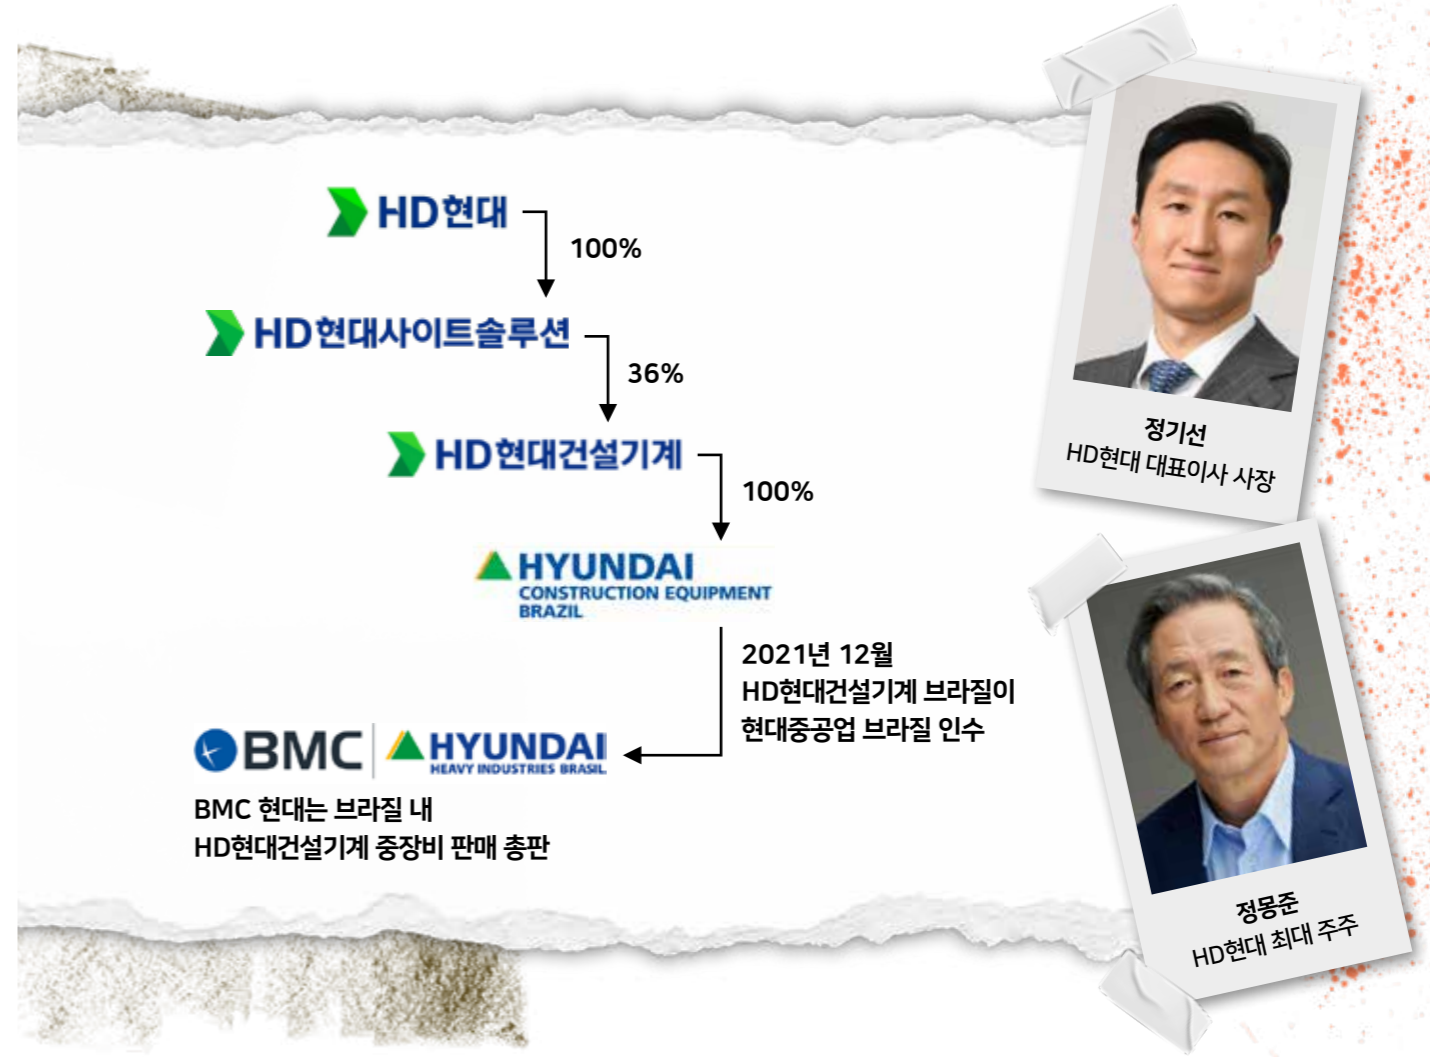 HD현대
100%
HD현대사이트솔루션
36%
HD현대건설기계
100%
HYUNDAI
CONSTRUCTION EQUIPMENT
BRAZIL
2021년 12월
HD현대건설기계 브라질이
현대중공업 브라질 인수
BMC HYUNDAI
HEAVY INDUSTRIES BRASIL
BMC 현대는 브라질 내
HD현대건설기계 중장비 판매 총판
정기선
HD현대 대표이사 사장
정몽준
HD현대 최대 주주